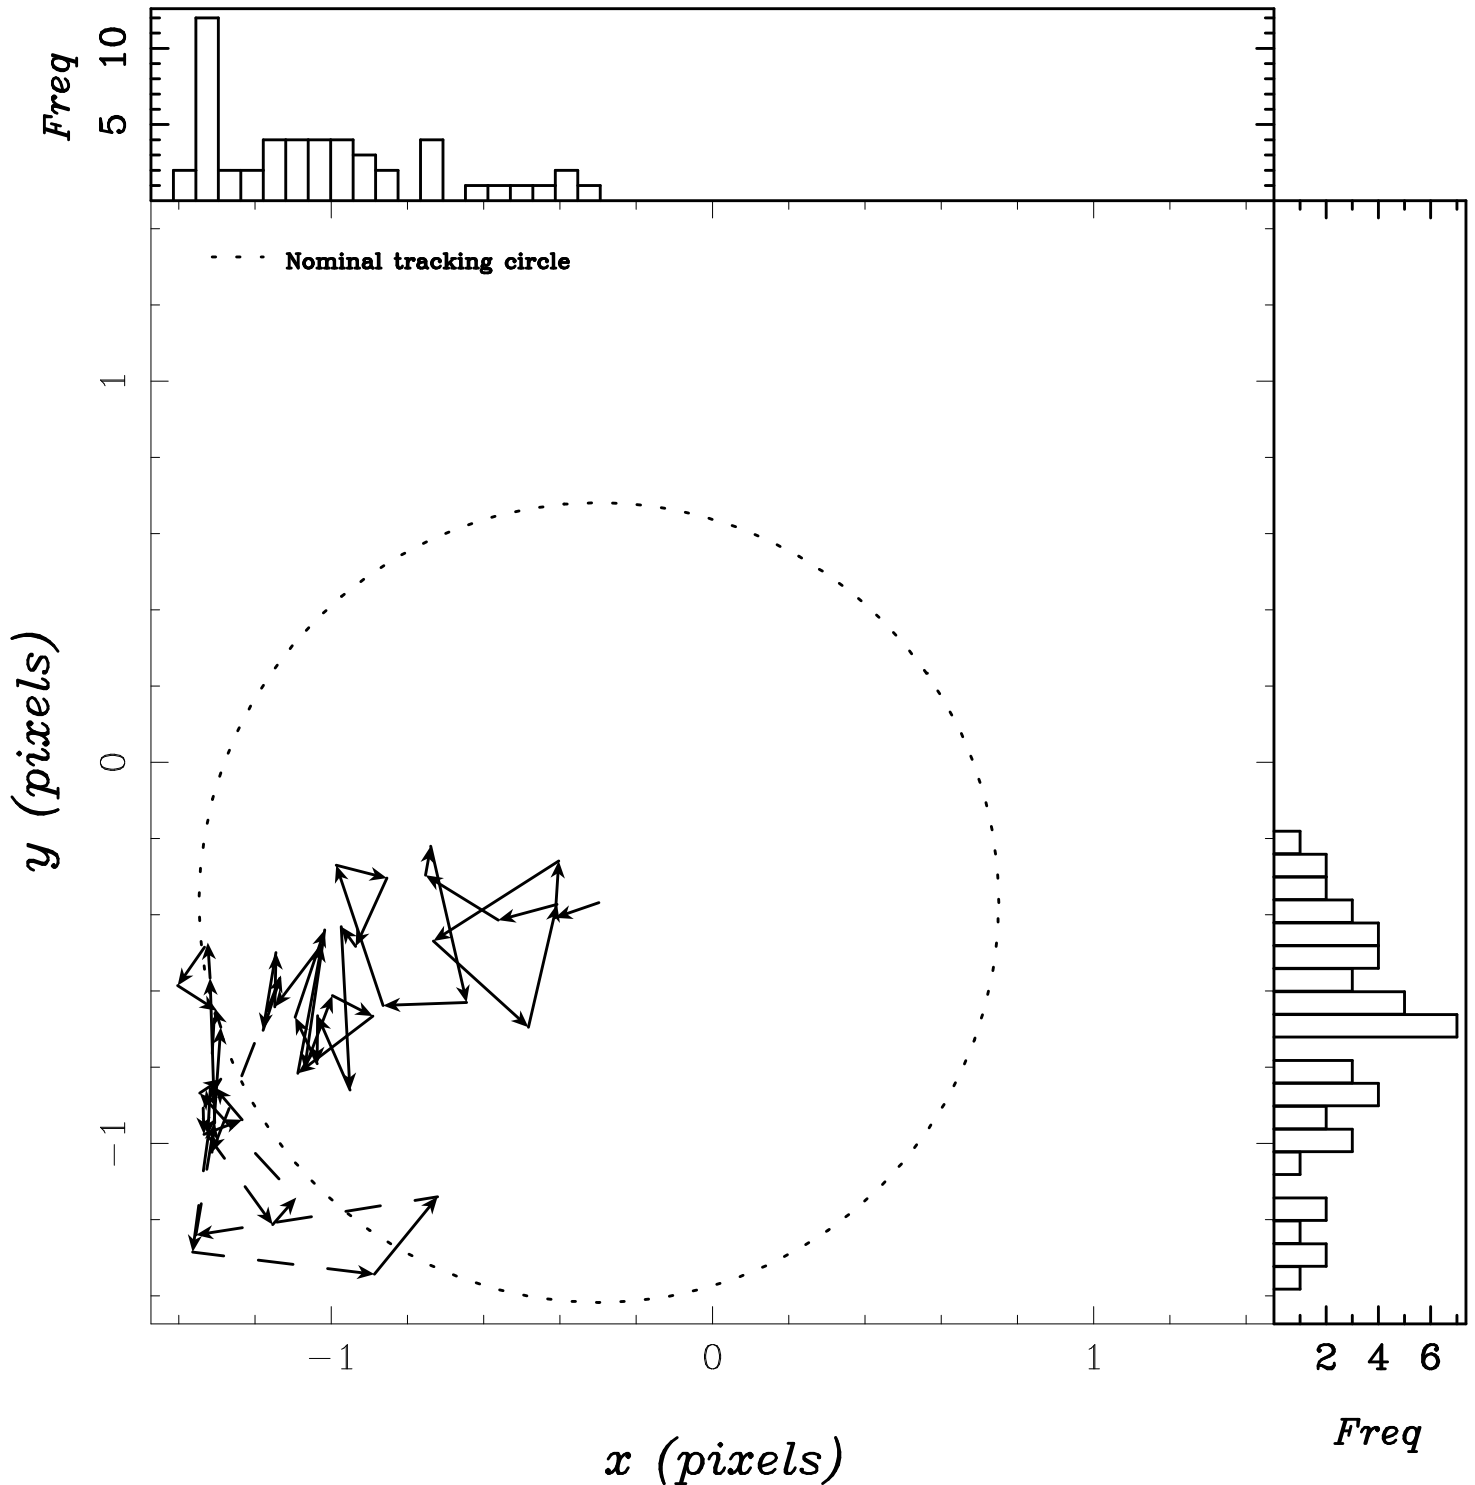 Freq
5
10
Nominal tracking circle
y (pixels)
1
0
−1
−1
0
1
x (pixels)
2 4 6
Freq